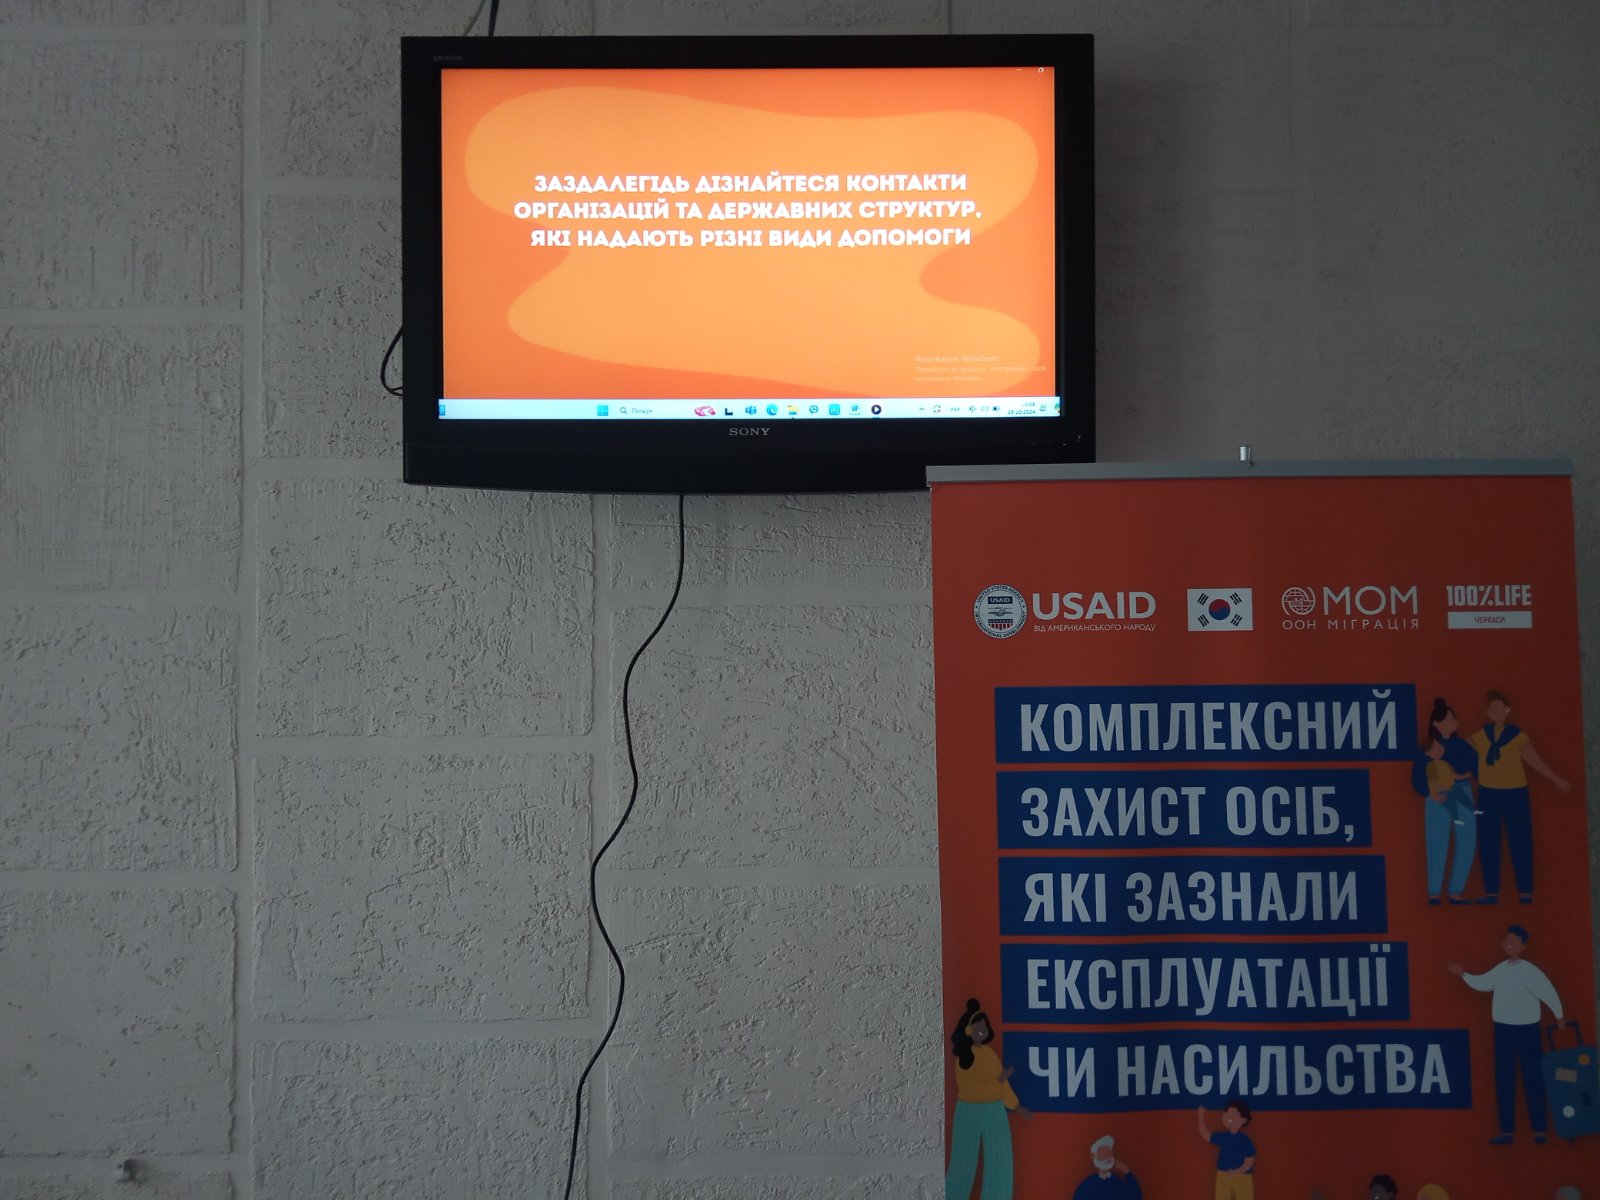 ЗАЗДАЛЕГІДЬ ДІЗНАЙТЕСЯ КОНТАКТИ
ОРГАНІЗАЦІЙ ТА ДЕРЖАВНИХ СТРУКТУР,
ЯКІ НАДАЮТЬ РІЗНІ ВИДИ ДОПОМОГИ
Активація Windows
Пошук
SONY
USAID
USAID
ВІД АМЕРИКАНСЬКОГО НАРОДУ
МОМ
ООН МІГРАЦІЯ
100%LIFE
ЧЕРКАСИ
КОМПЛЕКСНИЙ
ЗАХИСТ ОСІБ,
ЯКІ ЗАЗНАЛИ
ЕКСПЛУАТАЦІЇ
ЧИ НАСИЛЬСТВА